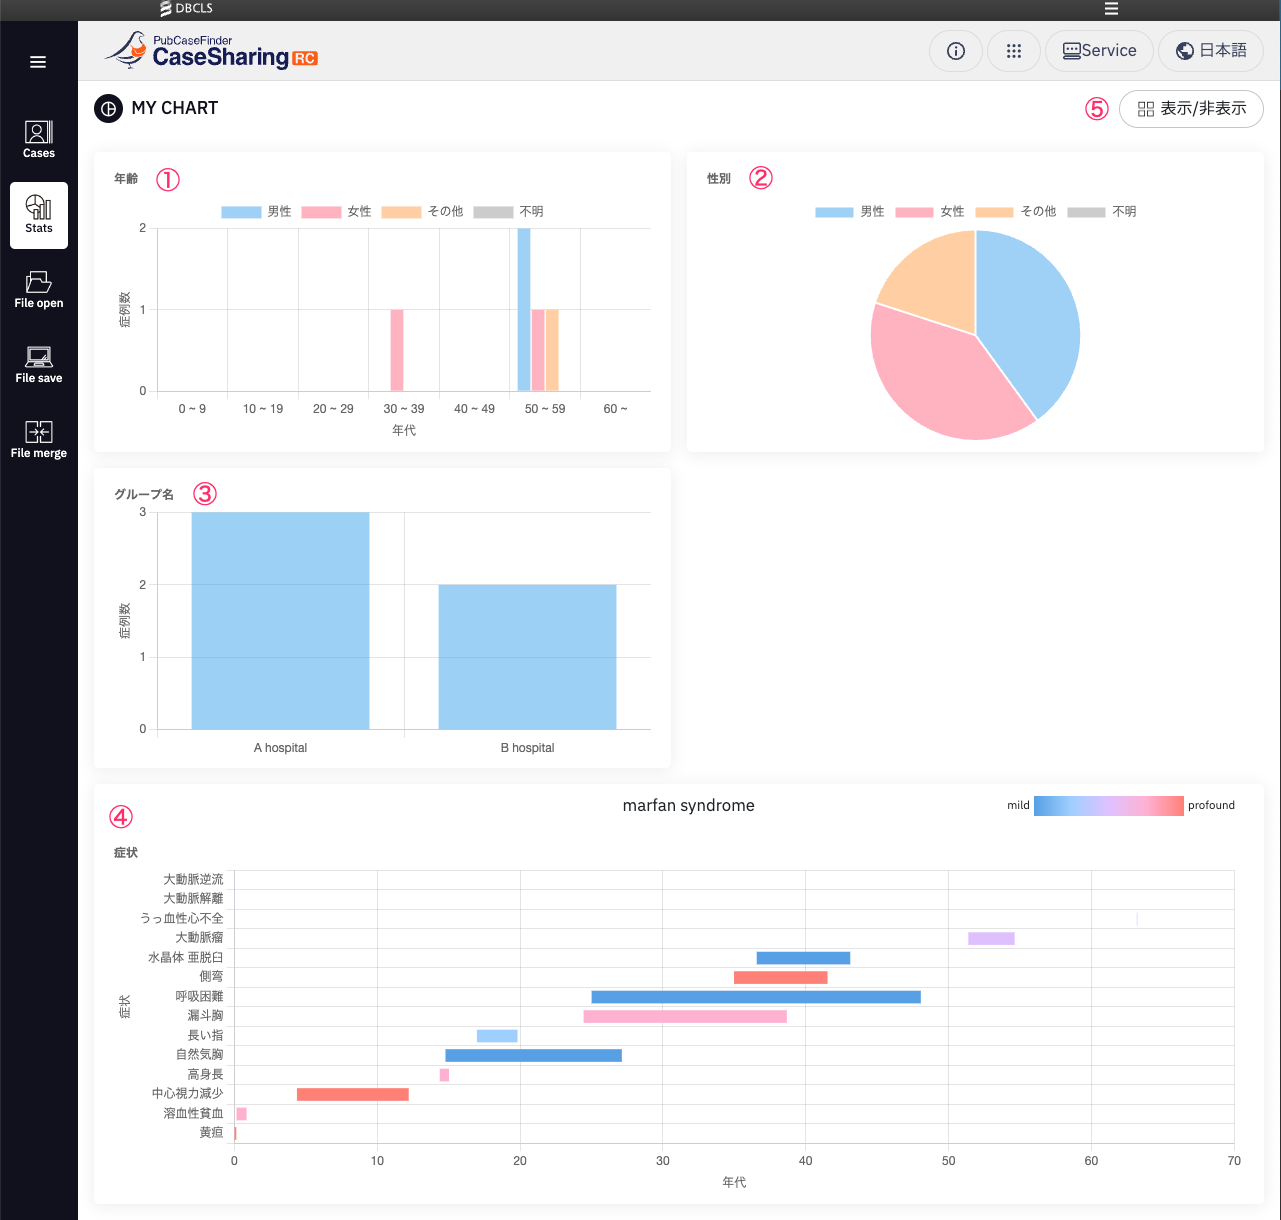 DBCLS
PubCaseFinder
CaseSharing RC
Service
日本語
Cases
Stats
File open
File save
File merge
MY CHART
⑤
表示/非表示
年齢 ①
男性 女性 その他 不明
症例数
2
1
0
0 ~ 9 10 ~ 19 20 ~ 29 30 ~ 39 40 ~ 49 50 ~ 59 60 ~
年代
性別 ②
男性 女性 その他 不明
グループ名 ③
症例数
3
2
1
0
A hospital B hospital
④
marfan syndrome
mild profound
症状
症状
大動脈逆流
大動脈解離
うっ血性心不全
大動脈瘤
水晶体 亜脱臼
側弯
呼吸困難
漏斗胸
長い指
自然気胸
高身長
中心視力減少
溶血性貧血
黄疸
0 10 20 30 40 50 60 70
年代